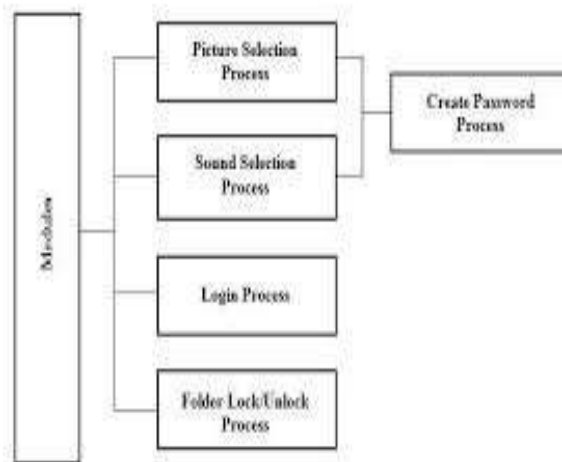 Modules
Picture Selection
Process
Sound Selection
Process
Login Process
Folder Lock/Unlock
Process
Create Password
Process